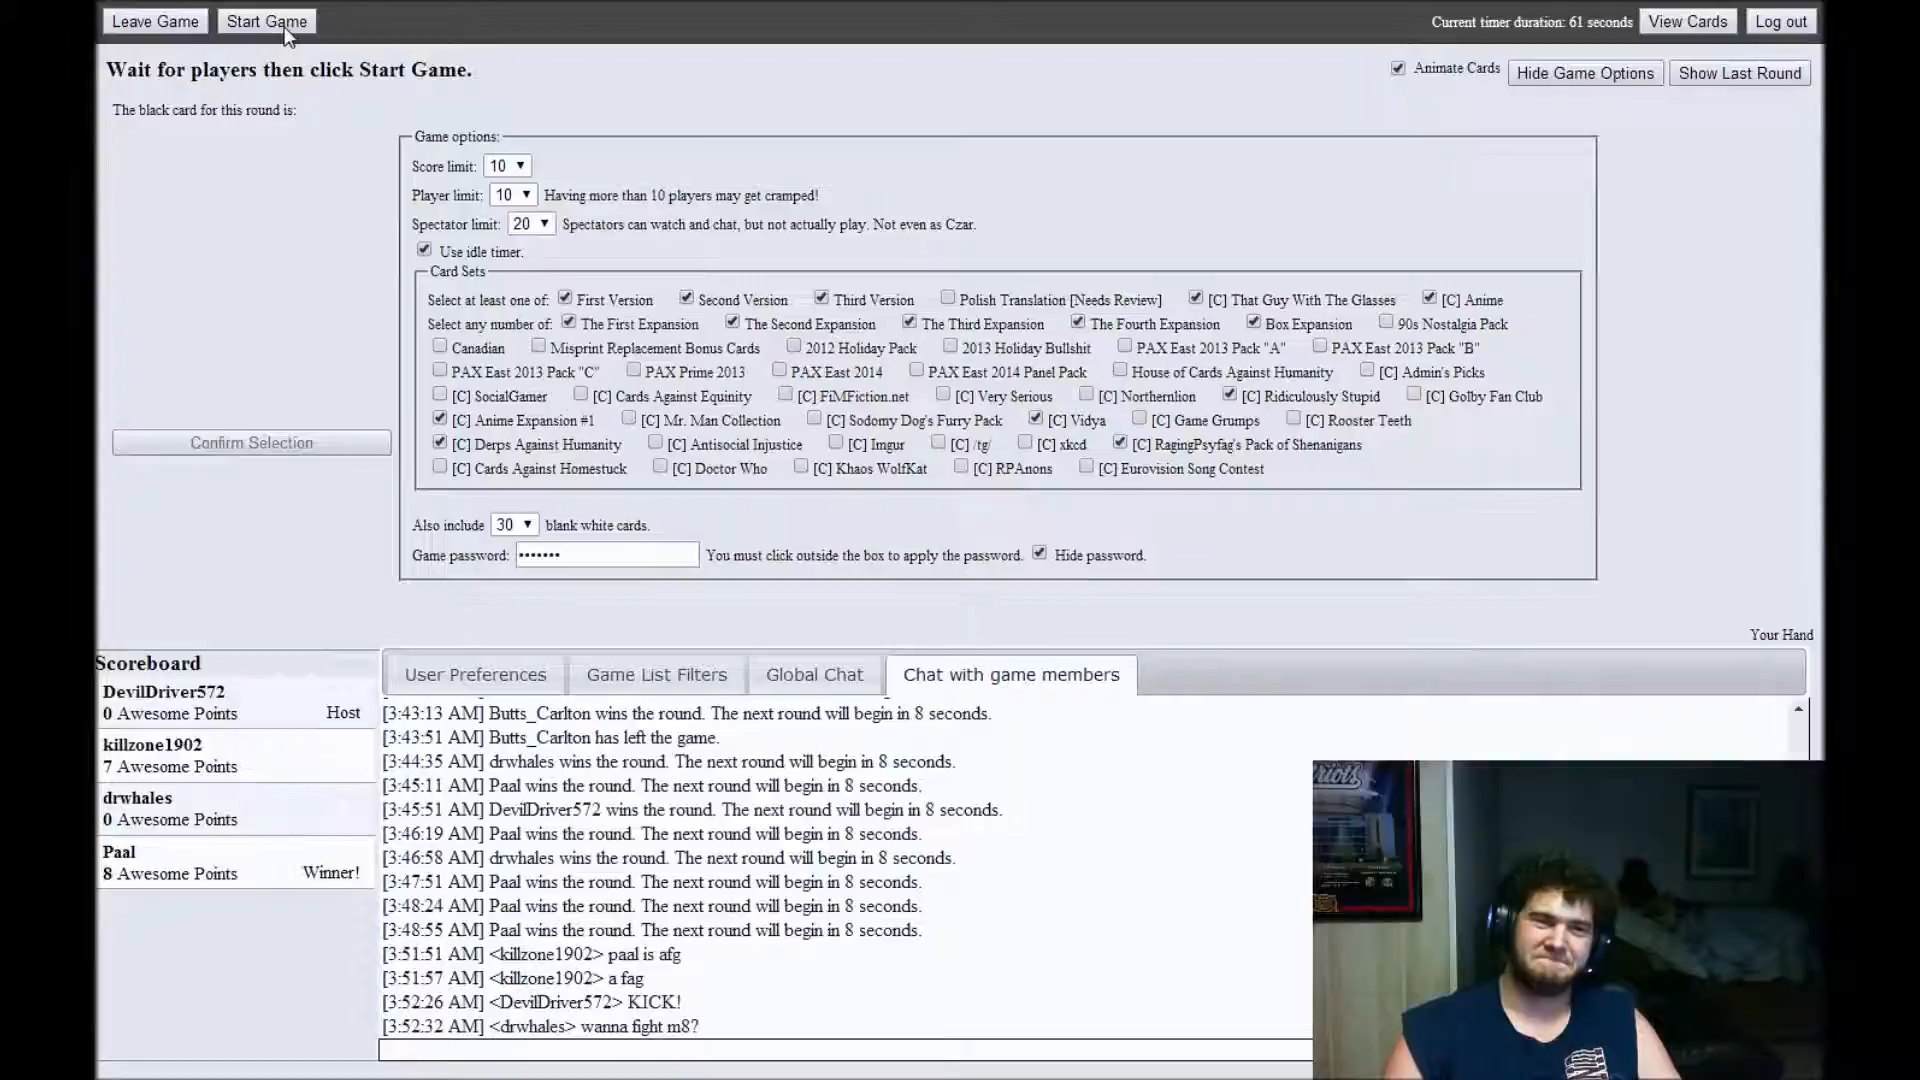 Leave Game Start Game Current timer duration: 61 seconds View Cards Log out
Wait for players then click Start Game. Animate Cards Hide Game Options Show Last Round
The black card for this round is:
Game options:
Score limit: 10
Player limit: 10 Having more than 10 players may get cramped!
Spectator limit: 20 Spectators can watch and chat, but not actually play. Not even as Czar.
Use idle timer.
Card Sets
Select at least one of: First Version Second Version Third Version Polish Translation [Needs Review] [C] That Guy With The Glasses [C] Anime
Select any number of: The First Expansion The Second Expansion The Third Expansion The Fourth Expansion Box Expansion 90s Nostalgia Pack
Canadian Misprint Replacement Bonus Cards 2012 Holiday Pack 2013 Holiday Bullshit PAX East 2013 Pack "A" PAX East 2013 Pack "B"
PAX East 2013 Pack "C" PAX Prime 2013 PAX East 2014 PAX East 2014 Panel Pack House of Cards Against Humanity [C] Admin's Picks
[C] SocialGamer [C] Cards Against Equinity [C] FiMFiction.net [C] Very Serious [C] Northernlion [C] Ridiculously Stupid [C] Golby Fan Club
[C] Anime Expansion #1 [C] Mr. Man Collection [C] Sodomy Dog's Furry Pack [C] Vidya [C] Game Grumps [C] Rooster Teeth
[C] Derps Against Humanity [C] Antisocial Injustice [C] Imgur [C] /tg/ [C] xkcd [C] RagingPsyfag's Pack of Shenanigans
[C] Cards Against Homestuck [C] Doctor Who [C] Khaos WolfKat [C] RPAnons [C] Eurovision Song Contest
Confirm Selection
Also include 30 blank white cards.
Game password: ••••••• You must click outside the box to apply the password. Hide password.
Your Hand
Scoreboard
DevilDriver572
0 Awesome Points Host
killzone1902
7 Awesome Points
drwhales
0 Awesome Points
Paal
8 Awesome Points Winner!
User Preferences Game List Filters Global Chat Chat with game members
[3:43:13 AM] Butts_Carlton wins the round. The next round will begin in 8 seconds.
[3:43:51 AM] Butts_Carlton has left the game.
[3:44:35 AM] drwhales wins the round. The next round will begin in 8 seconds.
[3:45:11 AM] Paal wins the round. The next round will begin in 8 seconds.
[3:45:51 AM] DevilDriver572 wins the round. The next round will begin in 8 seconds.
[3:46:19 AM] Paal wins the round. The next round will begin in 8 seconds.
[3:46:58 AM] drwhales wins the round. The next round will begin in 8 seconds.
[3:47:51 AM] Paal wins the round. The next round will begin in 8 seconds.
[3:48:24 AM] Paal wins the round. The next round will begin in 8 seconds.
[3:48:55 AM] Paal wins the round. The next round will begin in 8 seconds.
[3:51:51 AM] <killzone1902> paal is afg
[3:51:57 AM] <killzone1902> a fag
[3:52:26 AM] <DevilDriver572> KICK!
[3:52:32 AM] <drwhales> wanna fight m8?